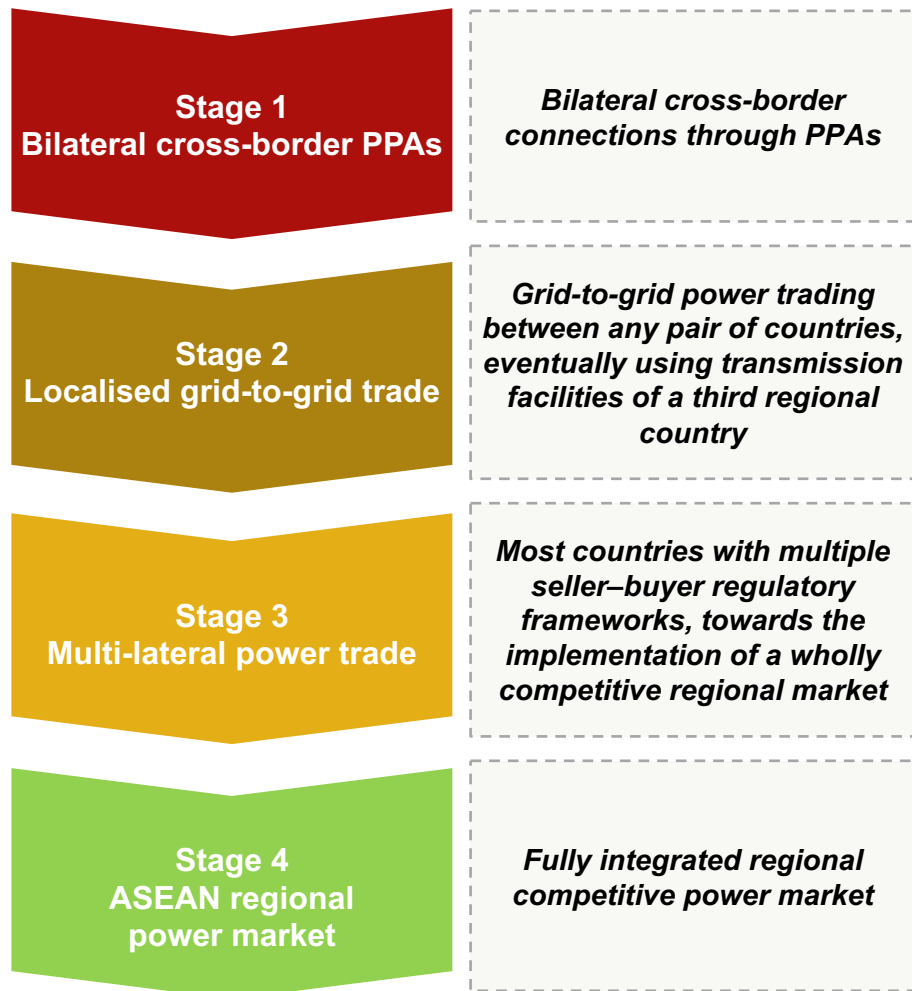 Stage 1
Bilateral cross-border PPAs
Bilateral cross-border
connections through PPAs
Stage 2
Localised grid-to-grid trade
Grid-to-grid power trading
between any pair of countries,
eventually using transmission
facilities of a third regional
country
Stage 3
Multi-lateral power trade
Most countries with multiple
seller–buyer regulatory
frameworks, towards the
implementation of a wholly
competitive regional market
Stage 4
ASEAN regional
power market
Fully integrated regional
competitive power market